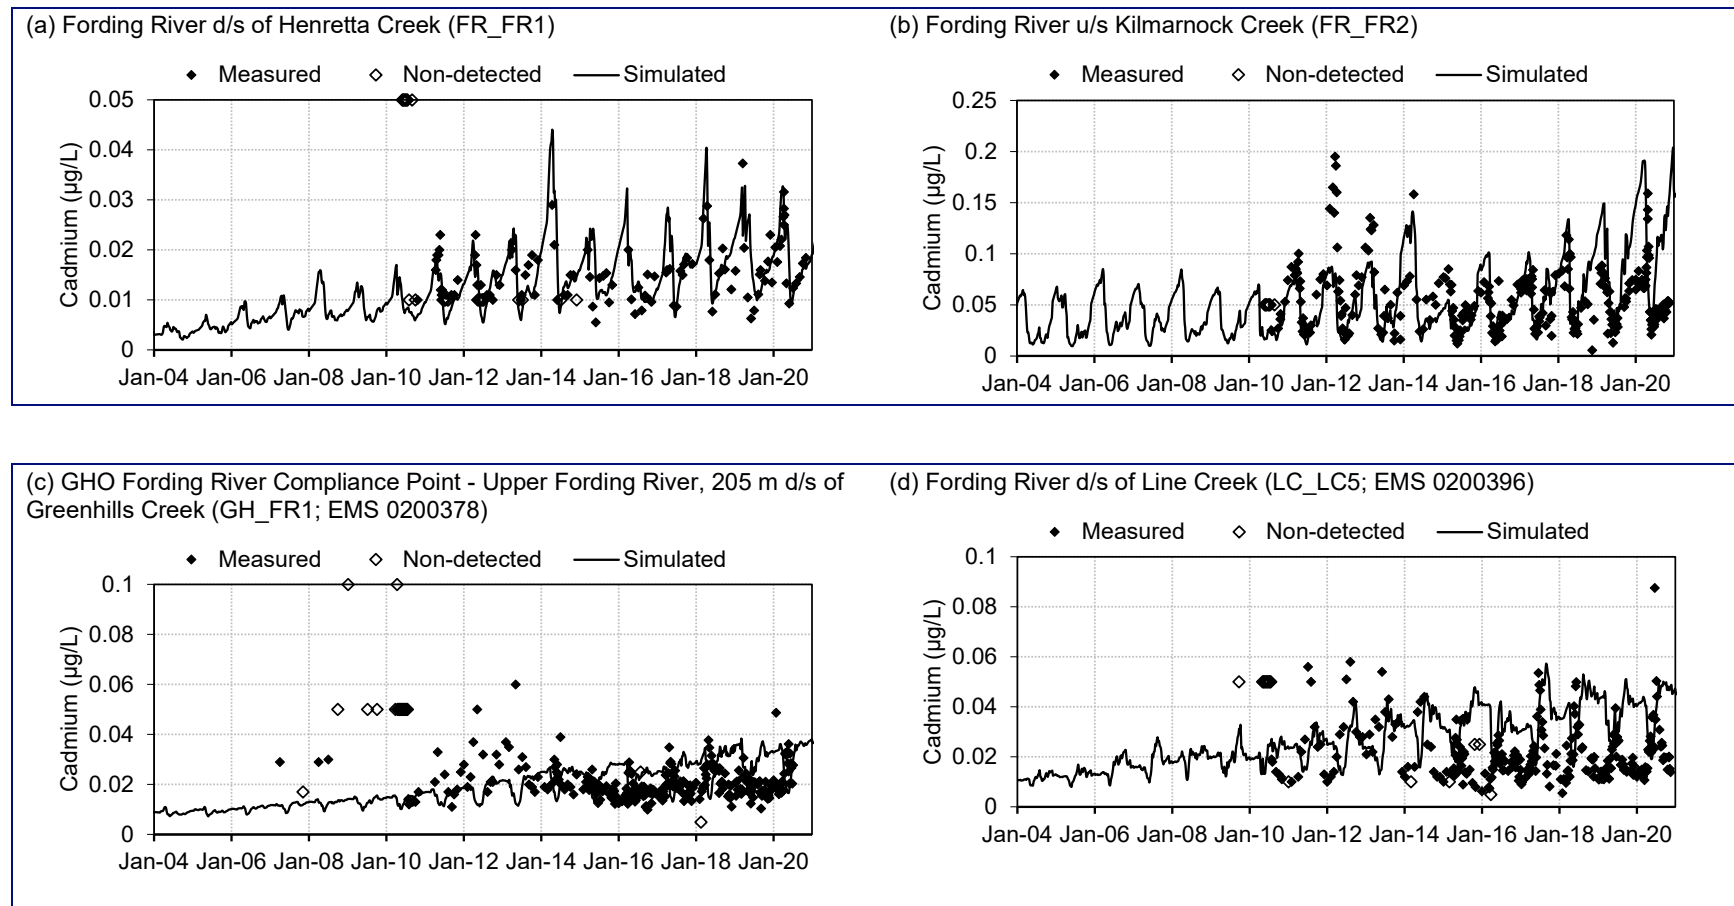 (a) Fording River d/s of Henretta Creek (FR_FR1)
Measured Non-detected Simulated
Cadmium (µg/L)
0.05
0.04
0.03
0.02
0.01
0
Jan-04 Jan-06 Jan-08 Jan-10 Jan-12 Jan-14 Jan-16 Jan-18 Jan-20
(b) Fording River u/s Kilmarnock Creek (FR_FR2)
Measured Non-detected Simulated
Cadmium (µg/L)
0.25
0.2
0.15
0.1
0.05
0
Jan-04 Jan-06 Jan-08 Jan-10 Jan-12 Jan-14 Jan-16 Jan-18 Jan-20
(c) GHO Fording River Compliance Point - Upper Fording River, 205 m d/s of
Greenhills Creek (GH_FR1; EMS 0200378)
Measured Non-detected Simulated
Cadmium (µg/L)
0.1
0.08
0.06
0.04
0.02
0
Jan-04 Jan-06 Jan-08 Jan-10 Jan-12 Jan-14 Jan-16 Jan-18 Jan-20
(d) Fording River d/s of Line Creek (LC_LC5; EMS 0200396)
Measured Non-detected Simulated
Cadmium (µg/L)
0.1
0.08
0.06
0.04
0.02
0
Jan-04 Jan-06 Jan-08 Jan-10 Jan-12 Jan-14 Jan-16 Jan-18 Jan-20